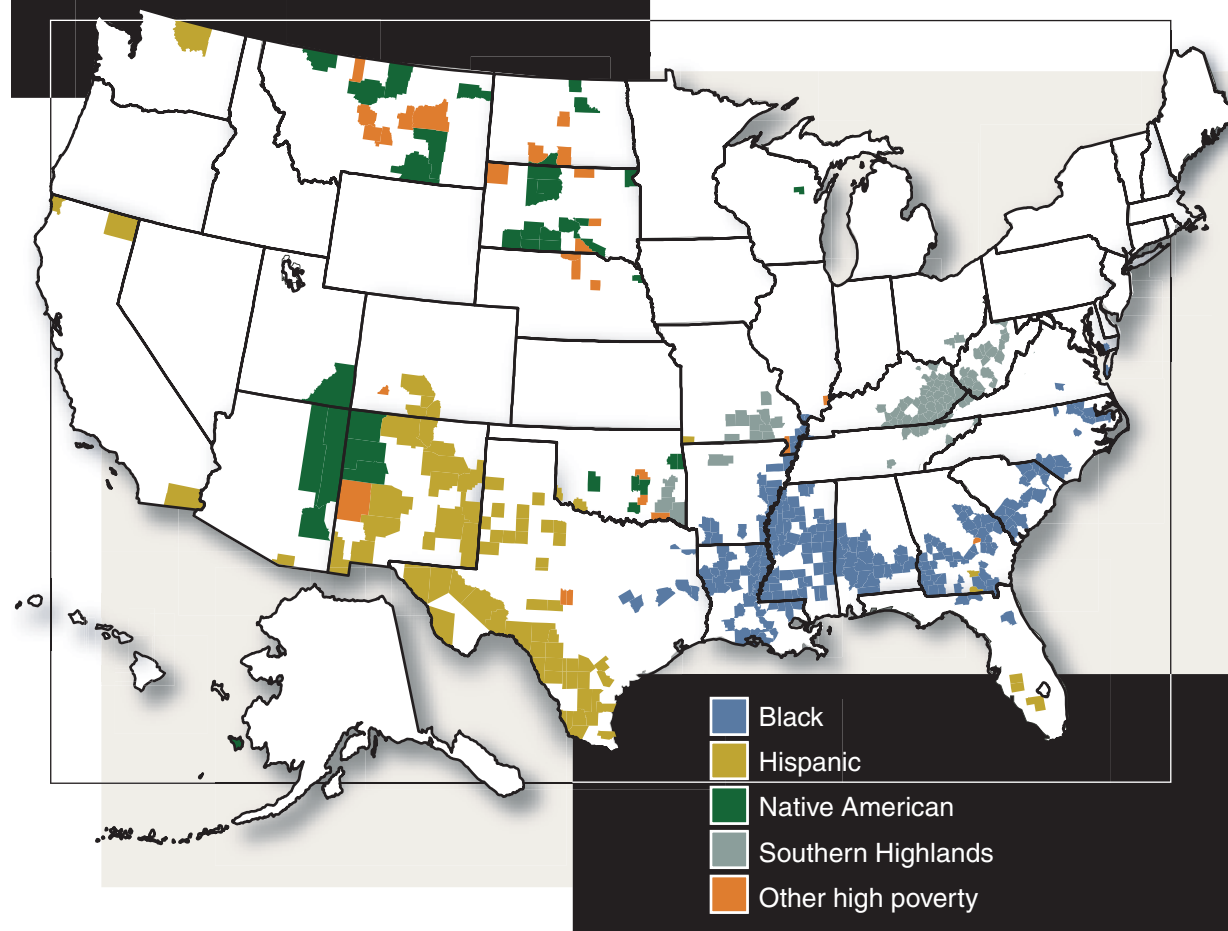 Black
Hispanic
Native American
Southern Highlands
Other high poverty